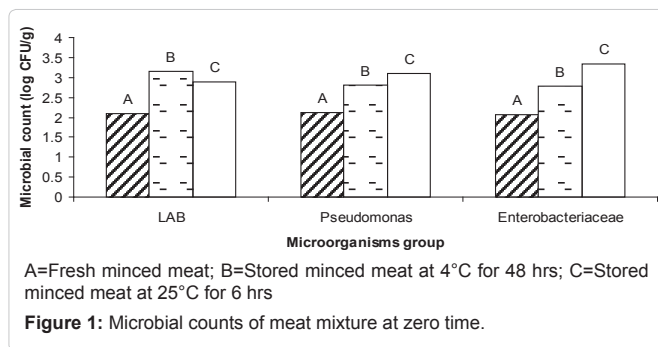 Microbial count (log CFU/g)
4
3.5
3
2.5
2
1.5
1
0.5
0
A B C
A B C
A B C
LAB Pseudomonas Enterobacteriaceae
Microorganisms group
A=Fresh minced meat; B=Stored minced meat at 4°C for 48 hrs; C=Stored
minced meat at 25°C for 6 hrs
Figure 1: Microbial counts of meat mixture at zero time.